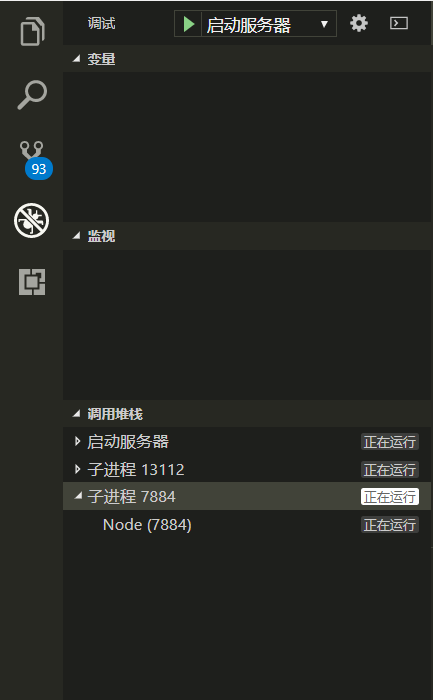 调试
启动服务器
变量
93
监视
调用堆栈
启动服务器 正在运行
子进程 13112 正在运行
子进程 7884 正在运行
Node (7884) 正在运行